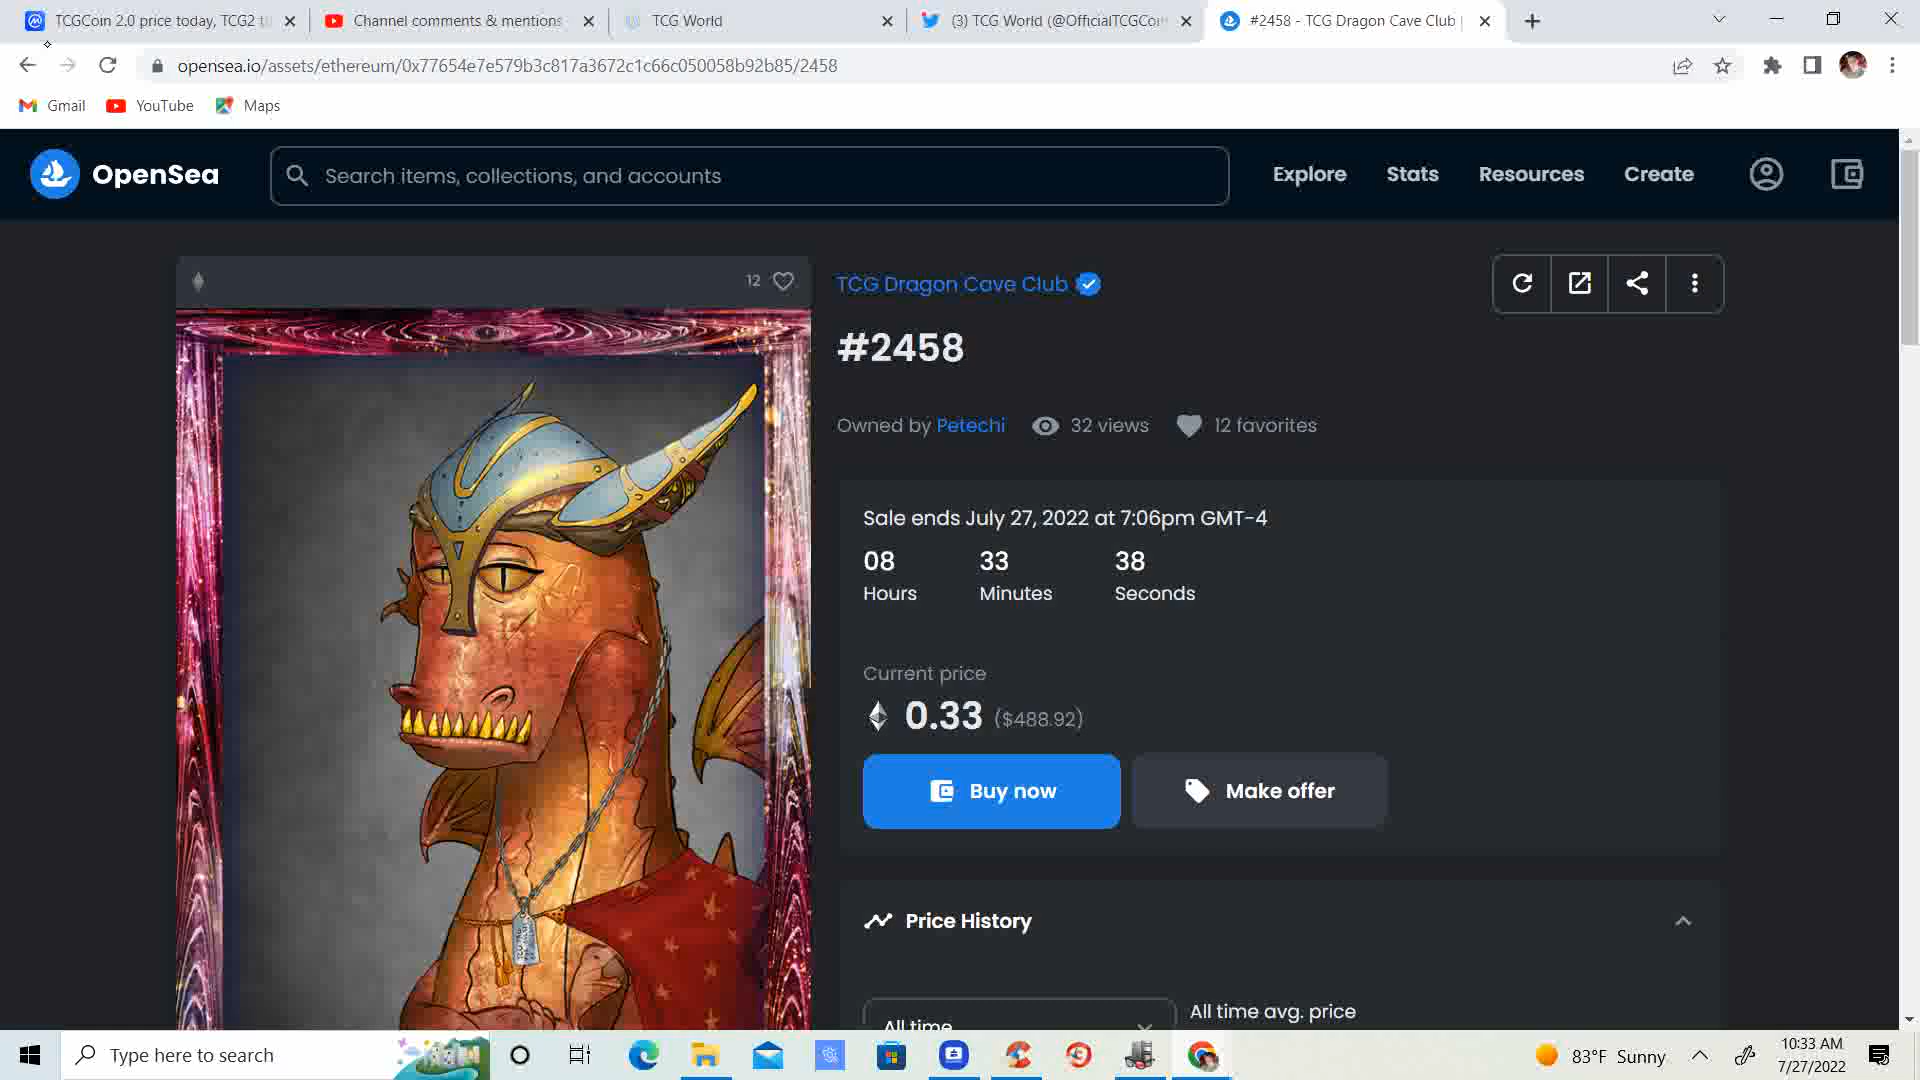 TCGCoin 2.0 price today, TCG2 t
Channel comments & mentions
TCG World
(3) TCG World (@OfficialTCGCoi
#2458 - TCG Dragon Cave Club |
opensea.io/assets/ethereum/0x77654e7e579b3c817a3672c1c66c050058b92b85/2458
Gmail
YouTube
Maps
OpenSea
Search items, collections, and accounts
Explore
Stats
Resources
Create
12
TCG Dragon Cave Club
#2458
Owned by Petechi
32 views
12 favorites
Sale ends July 27, 2022 at 7:06pm GMT-4
08
33
38
Hours
Minutes
Seconds
Current price
0.33 ($488.92)
Buy now
Make offer
Price History
All time
All time avg. price
Type here to search
83°F Sunny
10:33 AM
7/27/2022